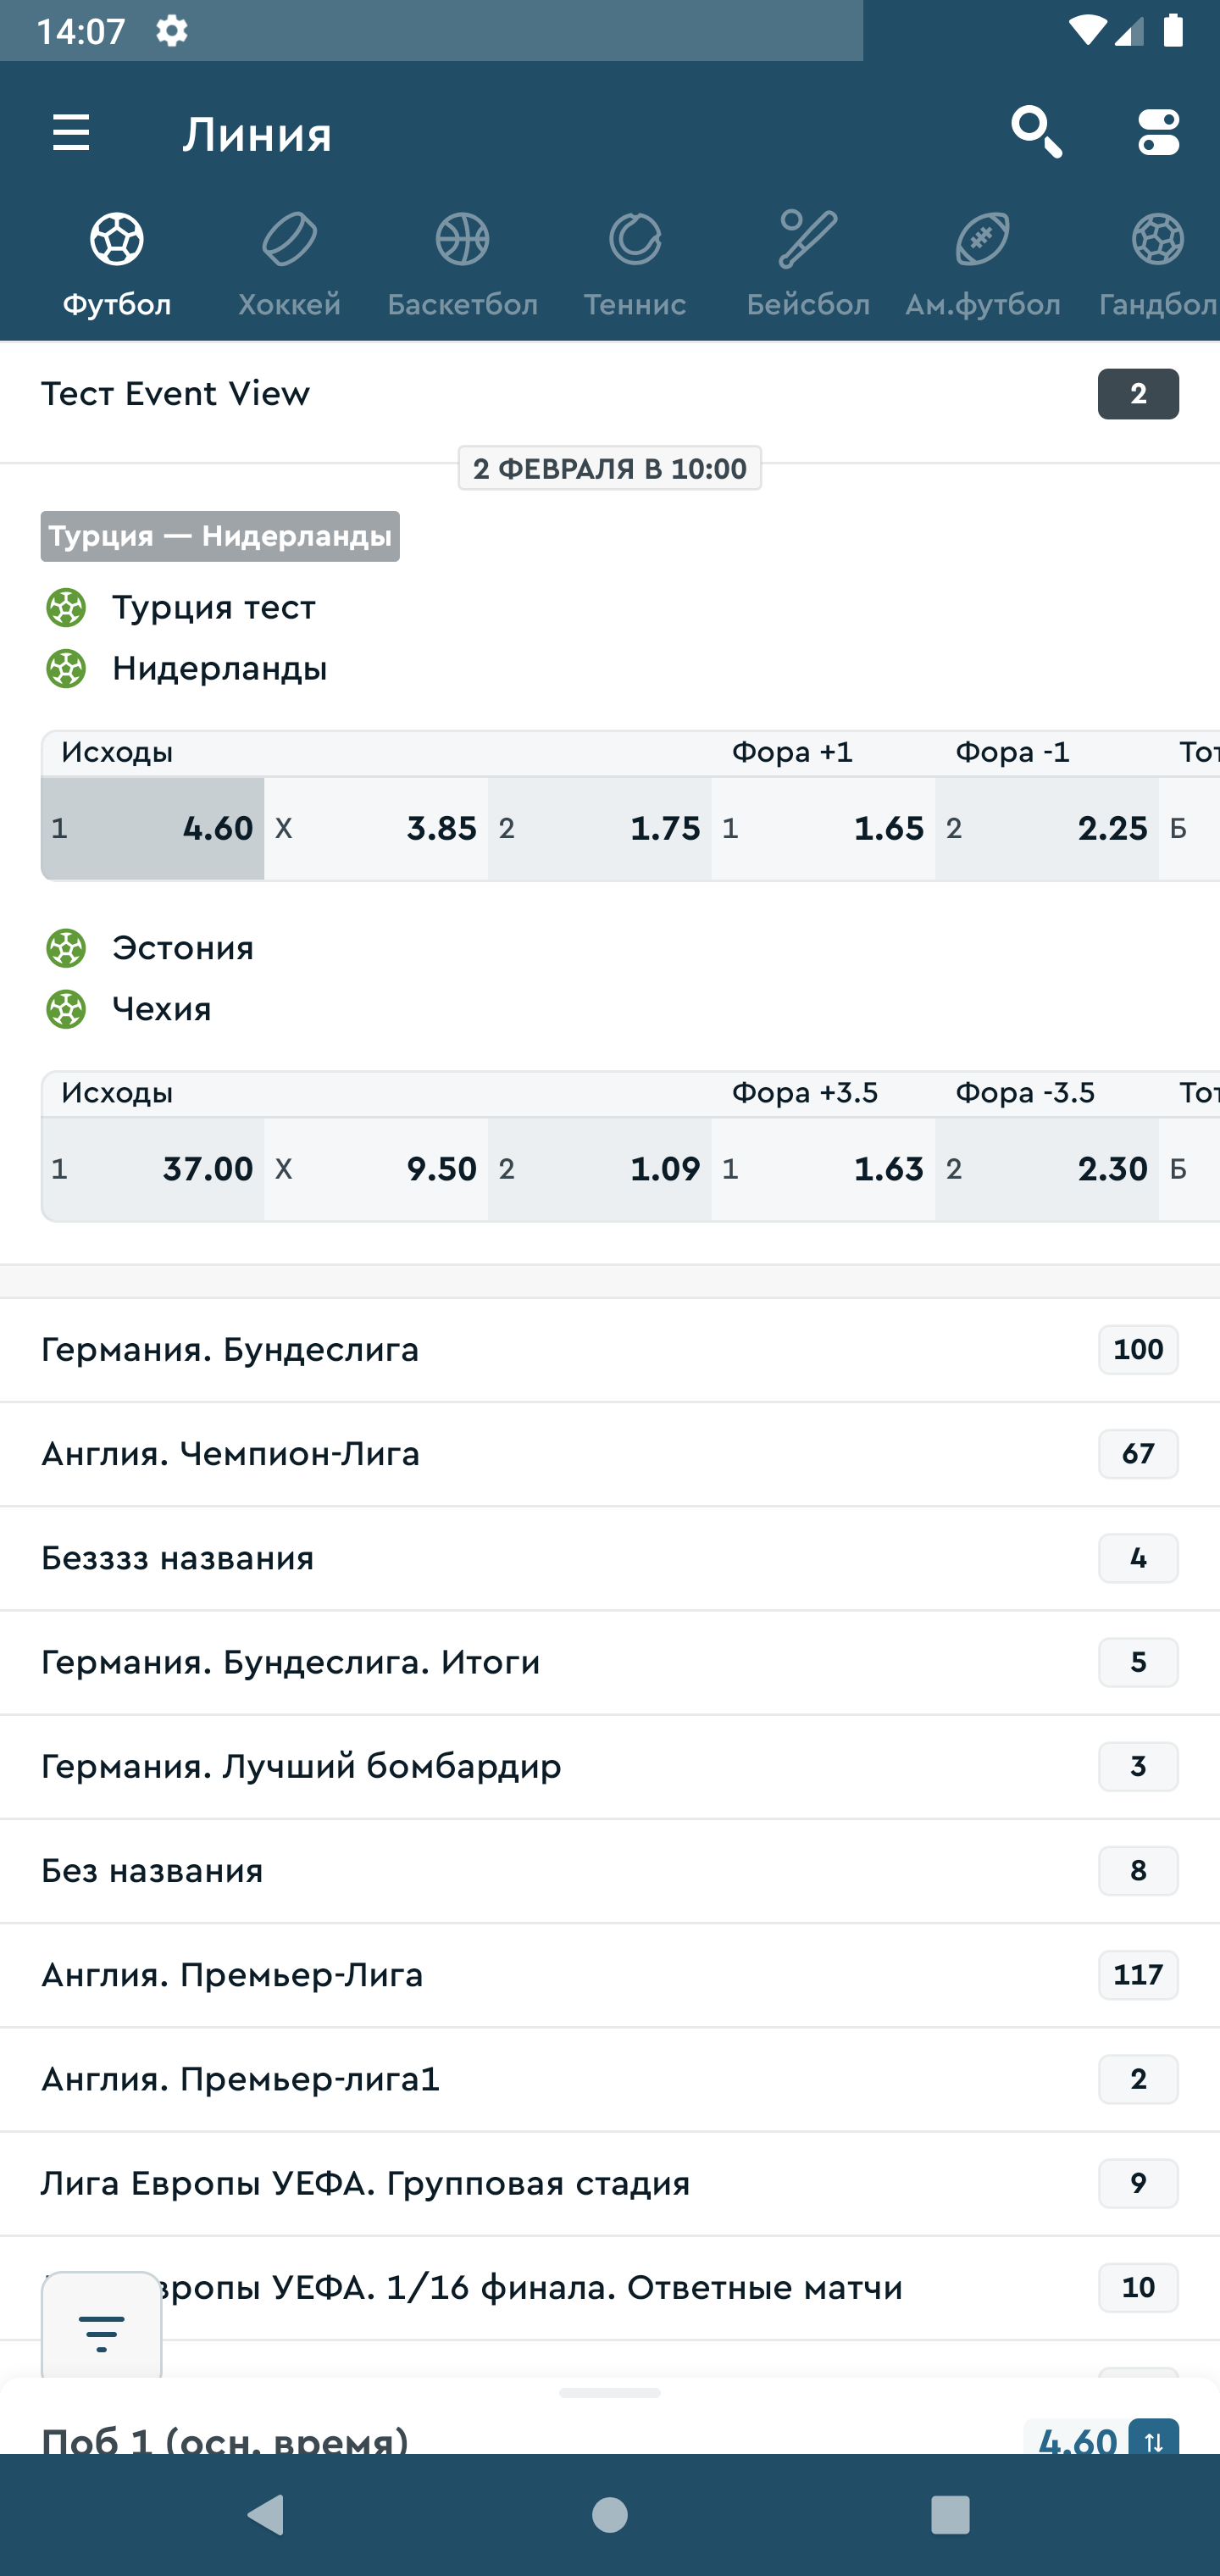 14:07
Линия
Футбол Хоккей Баскетбол Теннис Бейсбол Ам.футбол Гандбол
Тест Event View 2
2 ФЕВРАЛЯ В 10:00
Турция — Нидерланды
Турция тест
Нидерланды
Исходы Фора +1 Фора -1 Тот
1 4.60 X 3.85 2 1.75 1 1.65 2 2.25 Б
Эстония
Чехия
Исходы Фора +3.5 Фора -3.5 Тот
1 37.00 X 9.50 2 1.09 1 1.63 2 2.30 Б
Германия. Бундеслига 100
Англия. Чемпион-Лига 67
Безззз названия 4
Германия. Бундеслига. Итоги 5
Германия. Лучший бомбардир 3
Без названия 8
Англия. Премьер-Лига 117
Англия. Премьер-лига1 2
Лига Европы УЕФА. Групповая стадия 9
вропы УЕФА. 1/16 финала. Ответные матчи 10
Поб 1 (осн. время) 4.60